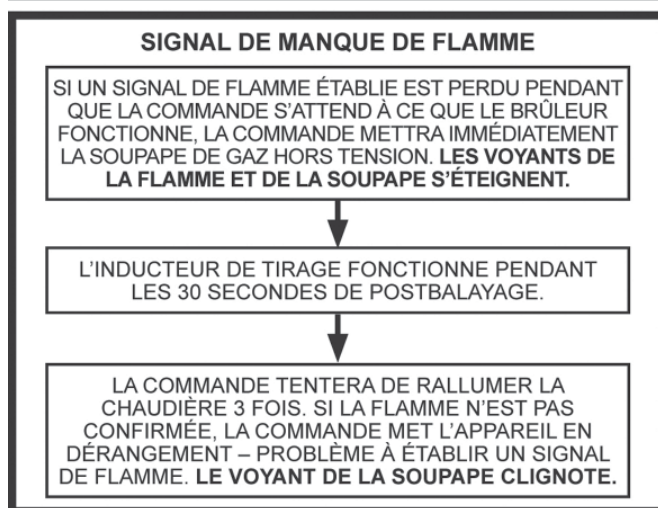 SIGNAL DE MANQUE DE FLAMME
SI UN SIGNAL DE FLAMME ÉTABLIE EST PERDU PENDANT
QUE LA COMMANDE S’ATTEND À CE QUE LE BRÛLEUR
FONCTIONNE, LA COMMANDE METTRA IMMÉDIATEMENT
LA SOUPAPE DE GAZ HORS TENSION. LES VOYANTS DE
LA FLAMME ET DE LA SOUPAPE S’ÉTEIGNENT.
L’INDUCTEUR DE TIRAGE FONCTIONNE PENDANT
LES 30 SECONDES DE POSTBALAYAGE.
LA COMMANDE TENTERA DE RALLUMER LA
CHAUDIÈRE 3 FOIS. SI LA FLAMME N’EST PAS
CONFIRMÉE, LA COMMANDE MET L’APPAREIL EN
DÉRANGEMENT – PROBLÈME À ÉTABLIR UN SIGNAL
DE FLAMME. LE VOYANT DE LA SOUPAPE CLIGNOTE.